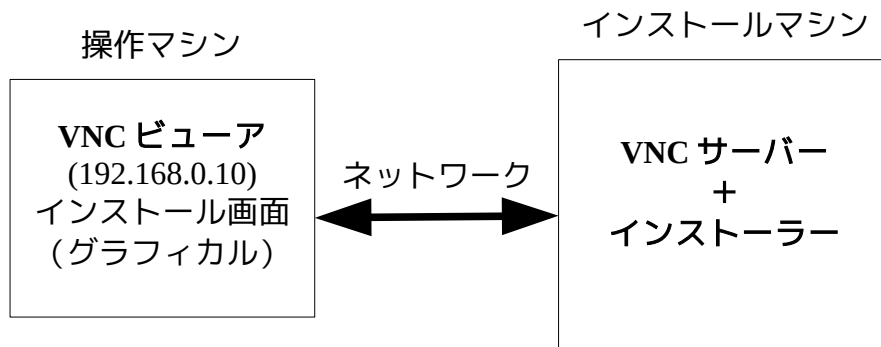 操作マシン
VNC ビューア
(192.168.0.10)
インストール画面
(グラフィカル)
ネットワーク
インストールマシン
VNC サーバー
+
インストーラー